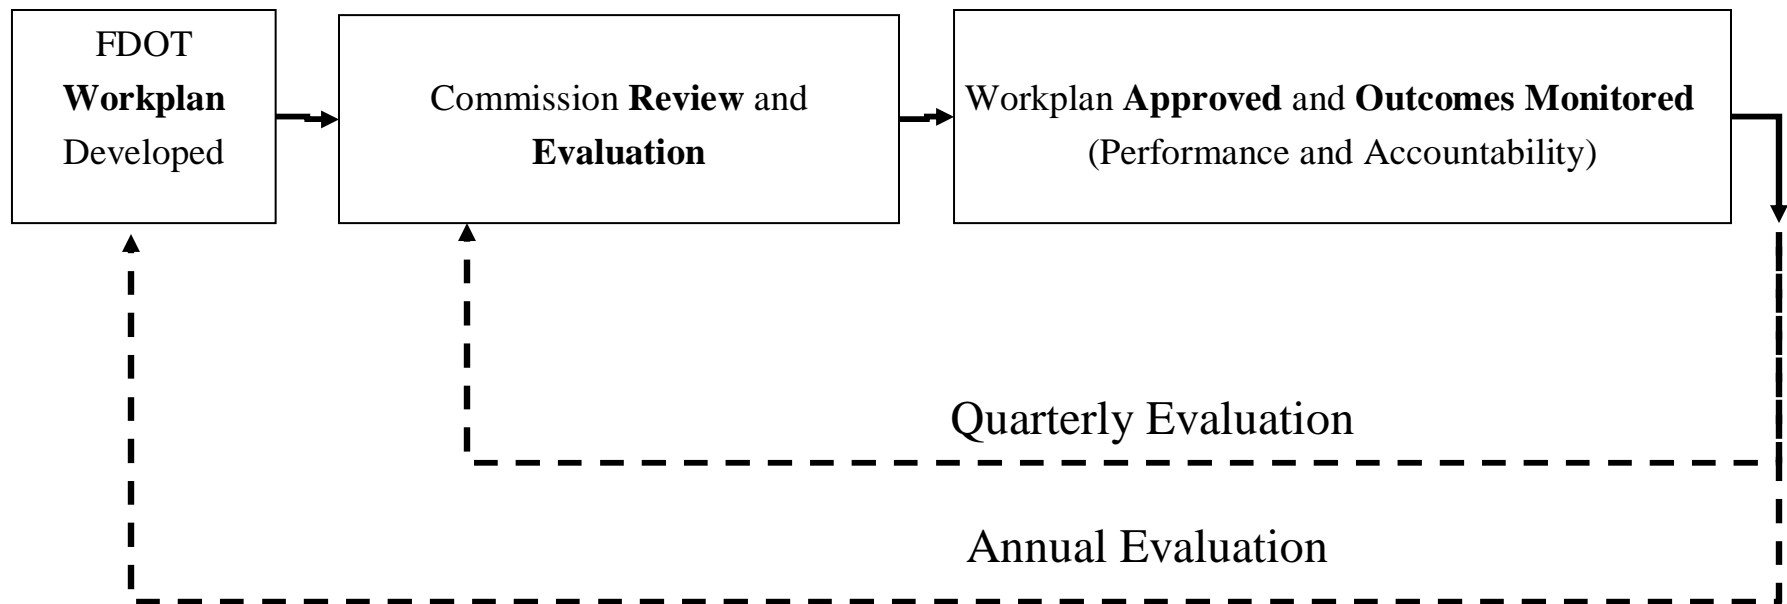 FDOT
Workplan
Developed
Commission Review and
Evaluation
Workplan Approved and Outcomes Monitored
(Performance and Accountability)
Quarterly Evaluation
Annual Evaluation